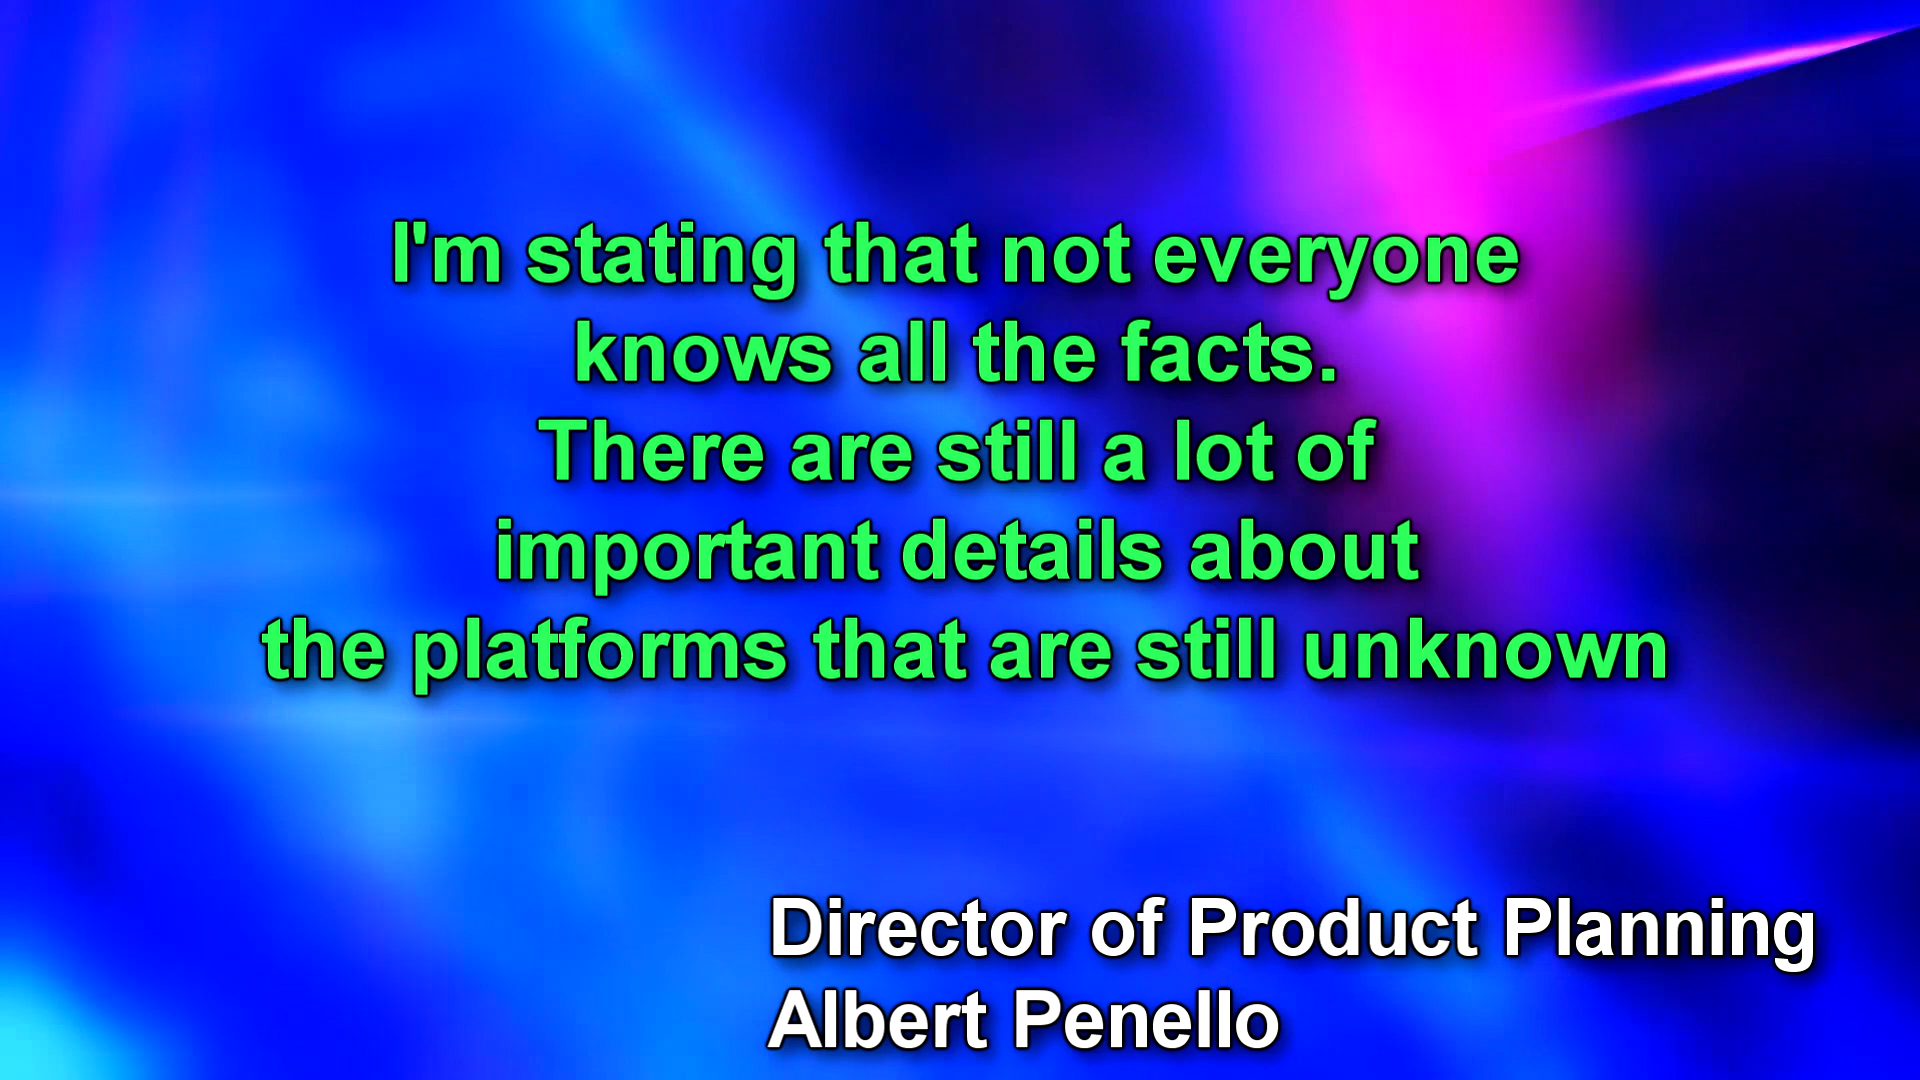 I'm stating that not everyone
knows all the facts.
There are still a lot of
important details about
the platforms that are still unknown
Director of Product Planning
Albert Penello